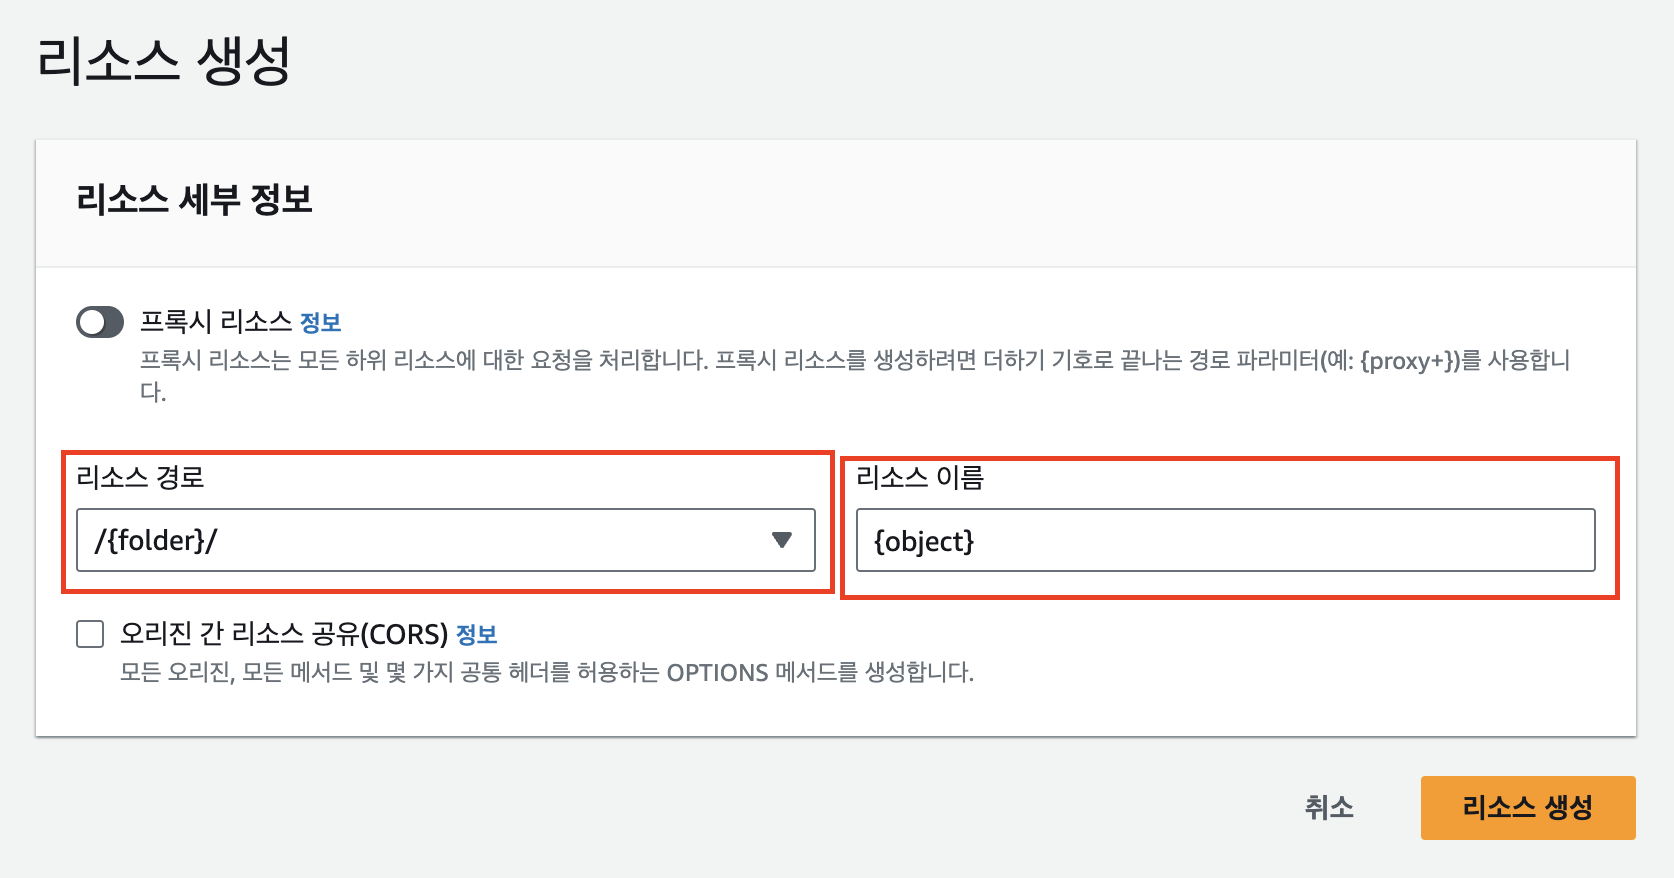 리소스 생성
리소스 세부 정보
프록시 리소스 정보
프록시 리소스는 모든 하위 리소스에 대한 요청을 처리합니다. 프록시 리소스를 생성하려면 더하기 기호로 끝나는 경로 파라미터(예: {proxy+})를 사용합니
다.
리소스 경로
/{folder}/
리소스 이름
{object}
오리진 간 리소스 공유(CORS) 정보
모든 오리진, 모든 메서드 및 몇 가지 공통 헤더를 허용하는 OPTIONS 메서드를 생성합니다.
취소
리소스 생성